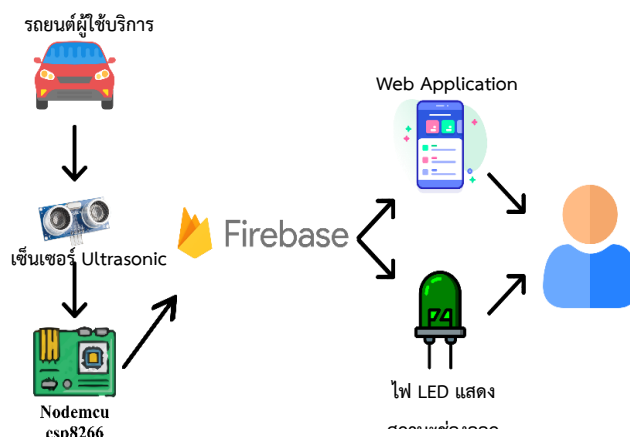 รถยนต์ผู้ใช้บริการ
Web Application
Firebase
เซ็นเซอร์ Ultrasonic
ไฟ LED แสดง
Nodemcu
esp8266